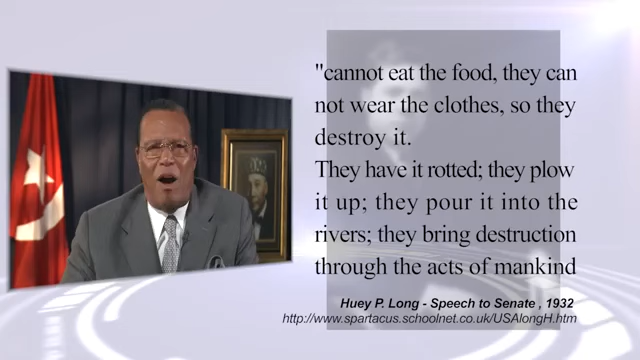 "cannot eat the food, they can
not wear the clothes, so they
destroy it.
They have it rotted; they plow
it up; they pour it into the
rivers; they bring destruction
through the acts of mankind
Huey P. Long - Speech to Senate , 1932
http://www.spartacus.schoolnet.co.uk/USAlongH.htm